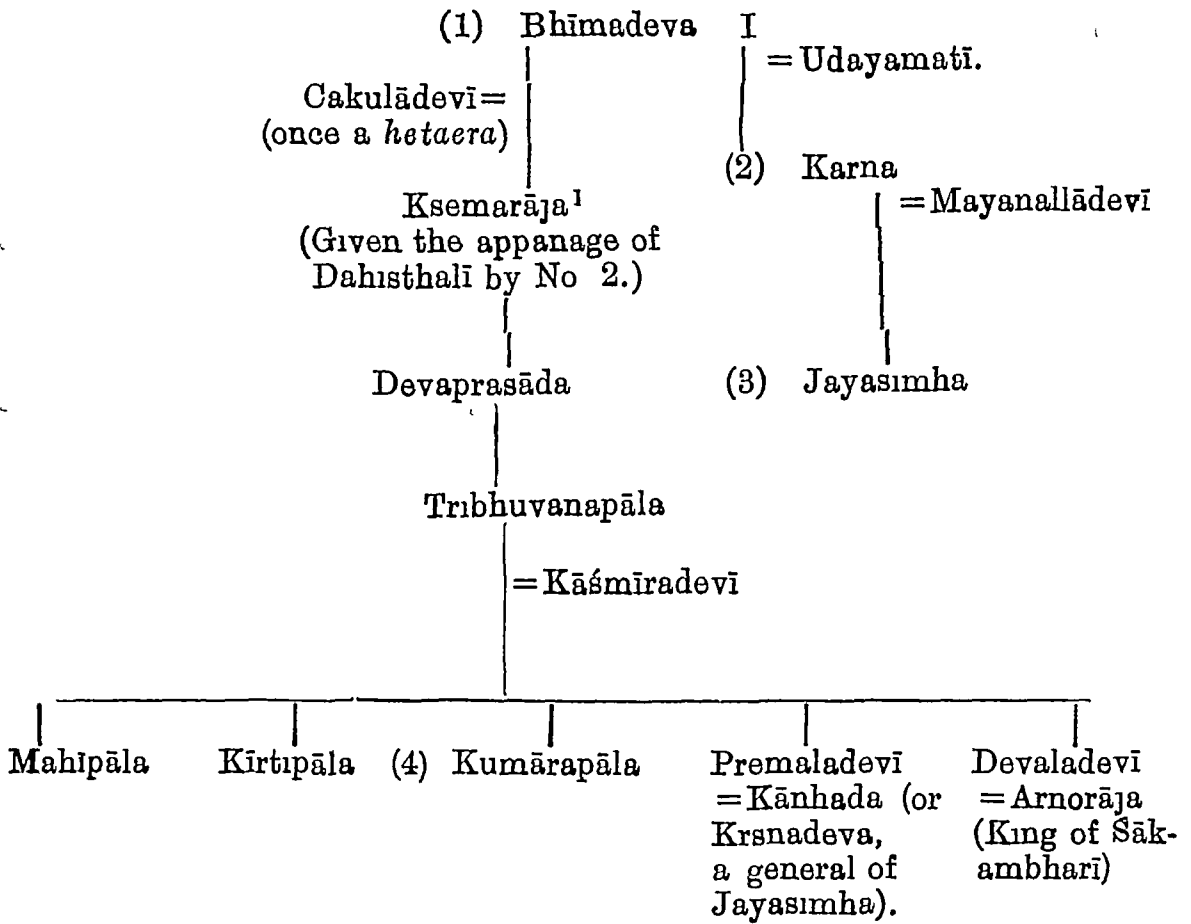 (1) Bhīmadeva I
= Udayamatī.
Cakulādevī=
(once a hetaera)
(2) Karna
= Mayanallādevī
Ksemarāja¹
(Given the appanage of
Dahisthalī by No 2.)
Devaprasāda
(3) Jayasimha
Tribhuvanapāla
= Kāśmīradevī
Mahīpāla Kīrtipāla (4) Kumārapāla Premaladevī Devaladevī
=Kānhada (or =Arnorāja
Krsnadeva, (King of Śāk-
a general of ambharī)
Jayasimha).